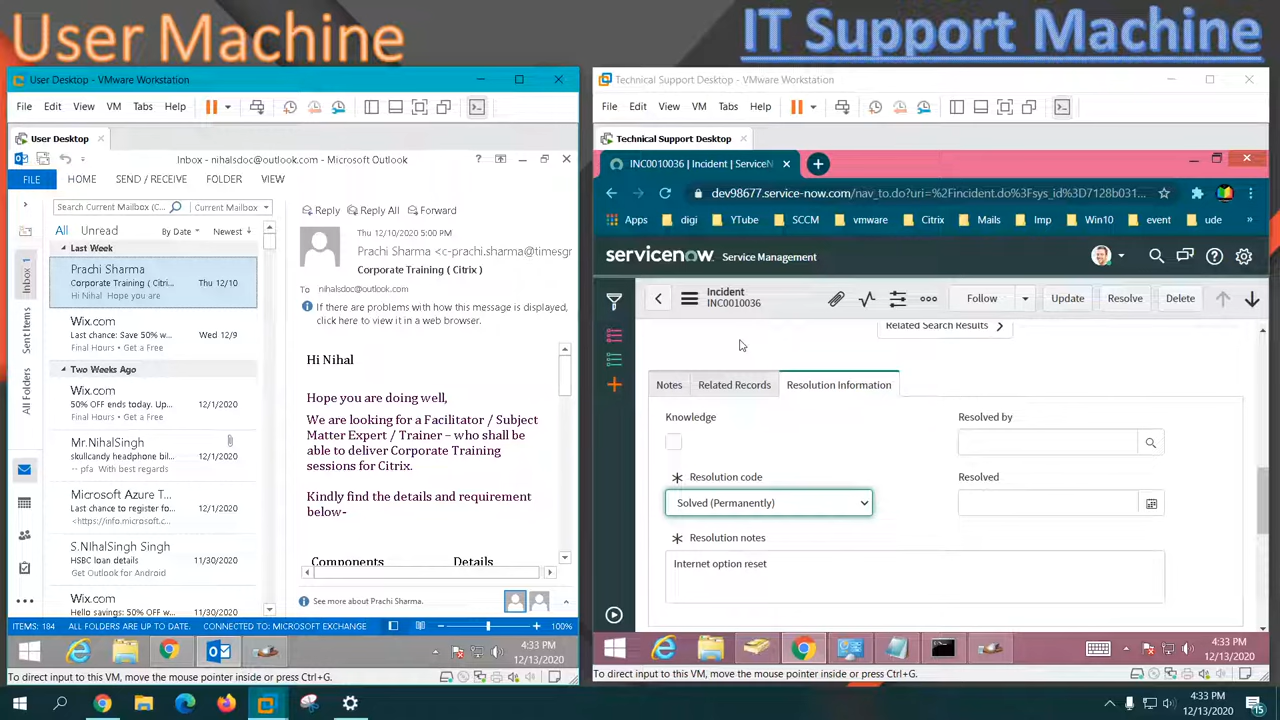 User Machine
IT Support Machine
User Desktop - VMware Workstation
File Edit View VM Tabs Help
User Desktop
Inbox - nihalsdoc@outlook.com - Microsoft Outlook
FILE HOME SEND / RECEIVE FOLDER VIEW
Search Current Mailbox (C... Current Mailbox
All Unread By Date Newest
Last Week
Prachi Sharma
Corporate Training ( Citri... Thu 12/10
Hi Nihal Hope you are
Wix.com
Last chance: Save 50% w... Wed 12/9
Final Hours • Get a Free
Two Weeks Ago
Wix.com
50% OFF ends today. Up... 12/1/2020
Final Hours • Get a Free
Mr.NihalSingh
skullcandy headphone bil... 12/1/2020
-- pfa With best regards
Microsoft Azure T...
Last chance to register fo... 12/1/2020
<https://info.microsoft.c...
S.NIhalSingh Singh
HSBC loan details 11/30/2020
Get Outlook for Android
Wix.com
Hello savings: 50% OFF w... 11/30/2020
Inbox 1
Sent Items
All Folders
Reply Reply All Forward
Thu 12/10/2020 5:00 PM
Prachi Sharma <c-prachi.sharma@timesgr
Corporate Training ( Citrix )
To nihalsdoc@outlook.com
If there are problems with how this message is displayed,
click here to view it in a web browser.
Hi Nihal
Hope you are doing well,
We are looking for a Facilitator / Subject
Matter Expert / Trainer – who shall be
able to deliver Corporate Training
sessions for Citrix.
Kindly find the details and requirement
below-
Components Details
See more about Prachi Sharma.
ITEMS: 184 ALL FOLDERS ARE UP TO DATE. CONNECTED TO: MICROSOFT EXCHANGE 100%
4:33 PM
12/13/2020
To direct input to this VM, move the mouse pointer inside or press Ctrl+G.
Technical Support Desktop - VMware Workstation
File Edit View VM Tabs Help
Technical Support Desktop
INC0010036 | Incident | ServiceN
dev98677.service-now.com/nav_to.do?uri=%2Fincident.do%3Fsys_id%3D7128b031...
Apps digi YTube SCCM vmware Citrix Mails Imp Win10 event ude
servicenow Service Management
Incident
INC0010036
Follow Update Resolve Delete
Related Search Results
Notes Related Records Resolution Information
Knowledge
Resolved by
Resolution code
Solved (Permanently)
Resolved
Resolution notes
Internet option reset
4:33 PM
12/13/2020
To direct input to this VM, move the mouse pointer inside or press Ctrl+G.
4:33 PM
12/13/2020
15